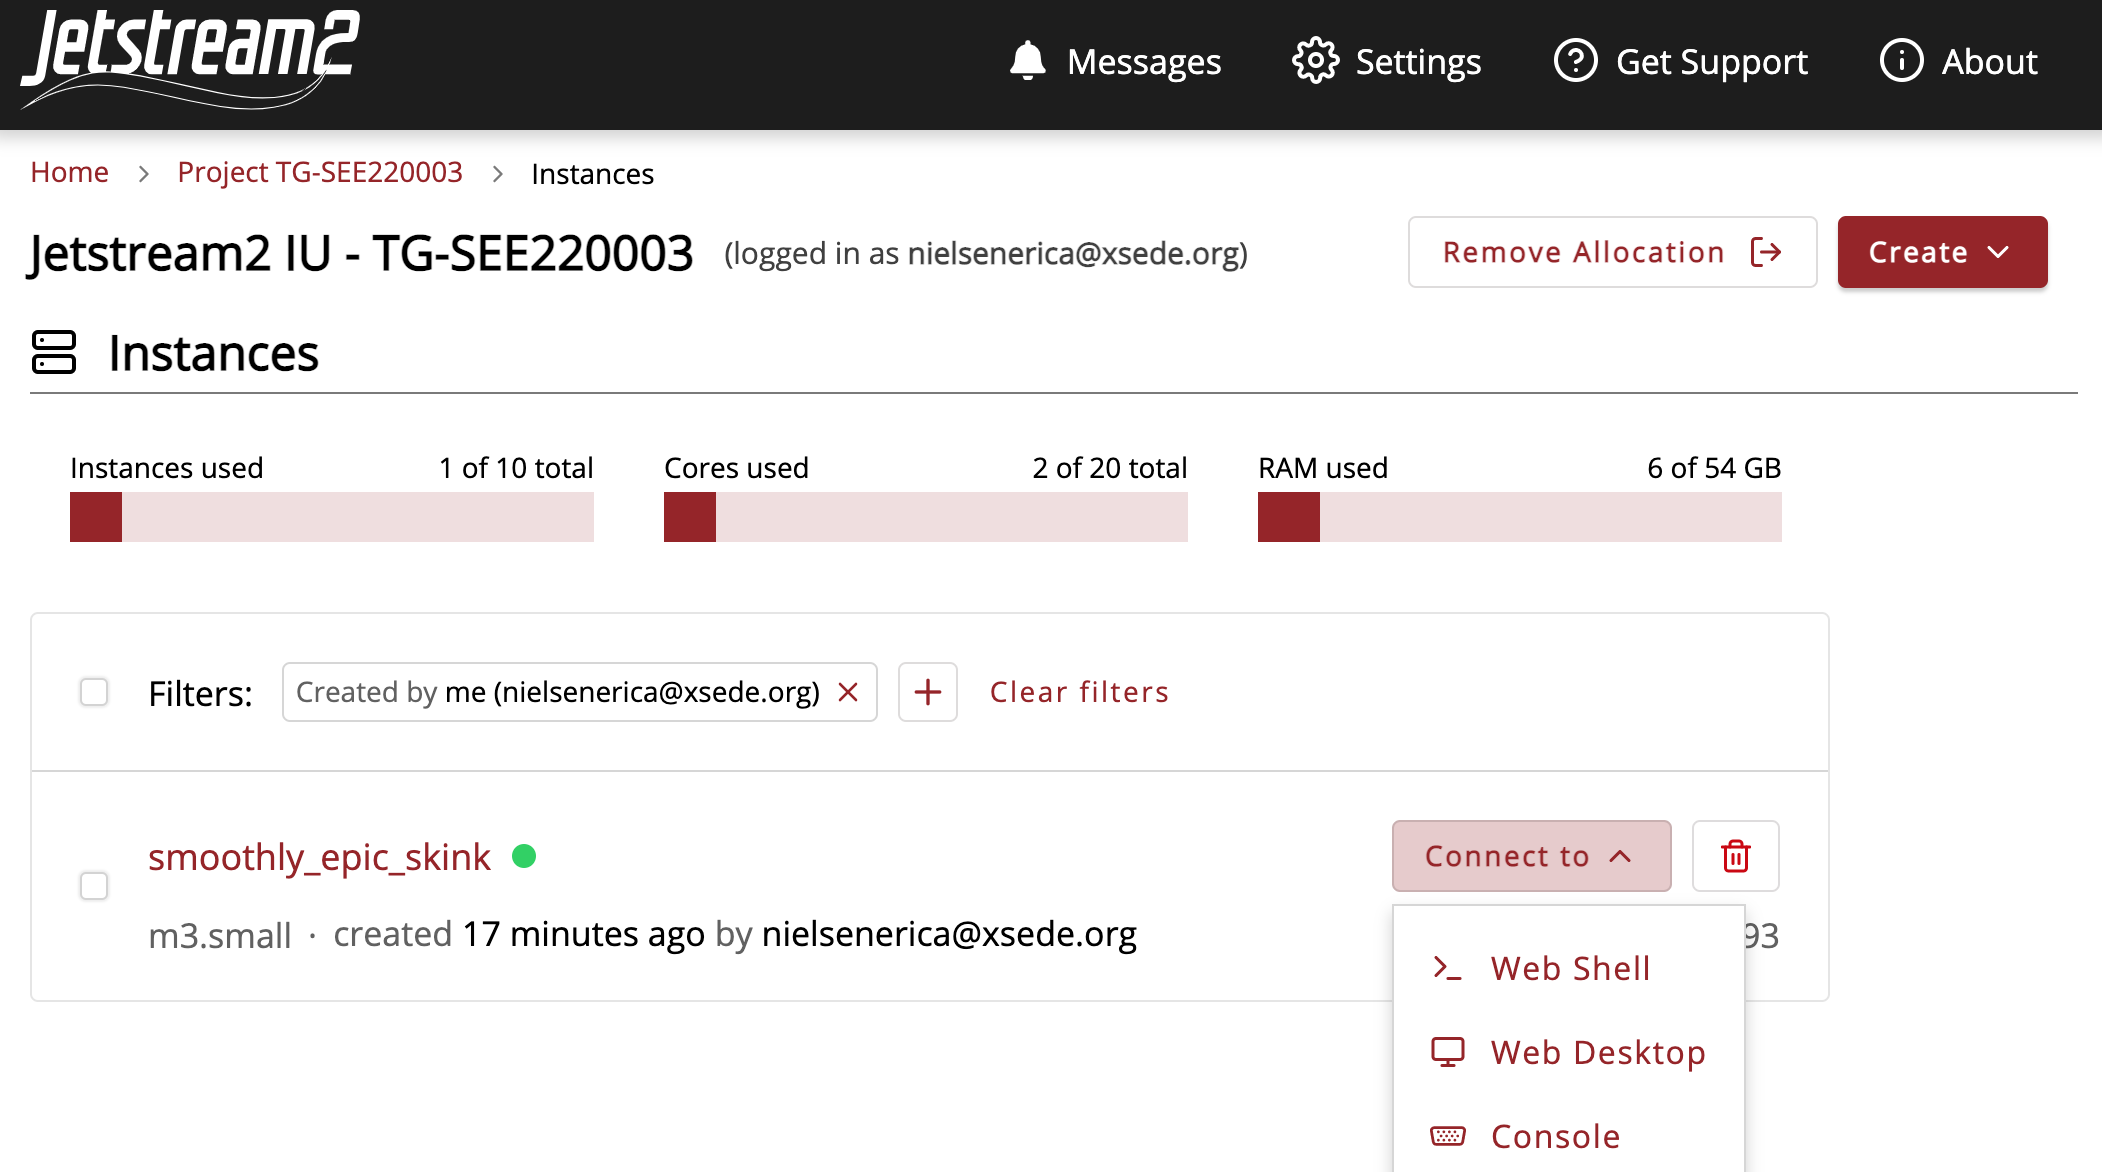 Jetstream2
Messages Settings Get Support About
Home > Project TG-SEE220003 > Instances
Jetstream2 IU - TG-SEE220003 (logged in as nielsenerica@xsede.org) Remove Allocation Create
Instances
Instances used 1 of 10 total Cores used 2 of 20 total RAM used 6 of 54 GB
Filters: Created by me (nielsenerica@xsede.org) Clear filters
smoothly_epic_skink Connect to
m3.small · created 17 minutes ago by nielsenerica@xsede.org 93
Web Shell
Web Desktop
Console